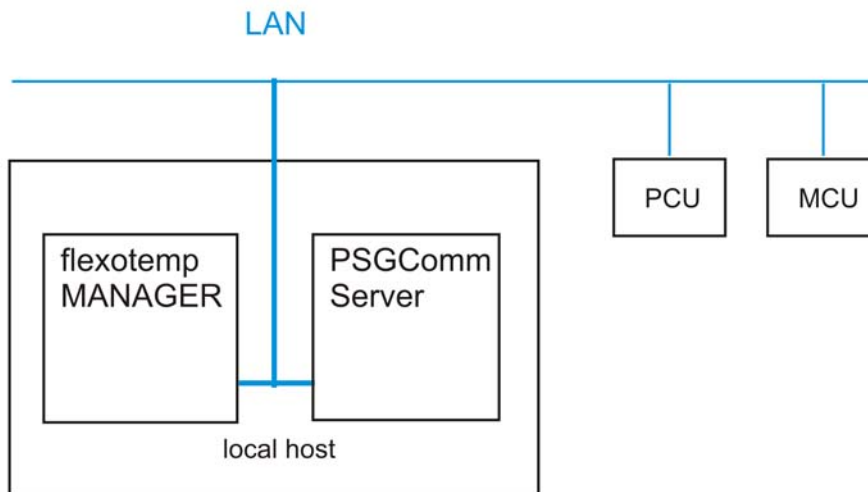 LAN
PCU
MCU
flexotemp
MANAGER
PSGComm
Server
local host